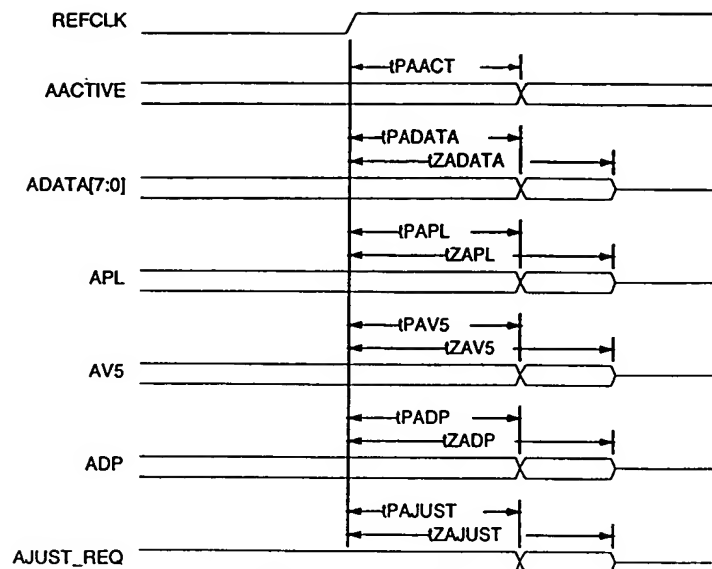 REFCLK
tPAACT
AACTIVE
tPADATA
tZADATA
ADATA[7:0]
tPAPL
tZAPL
APL
tPAV5
tZAV5
AV5
tPADP
tZADP
ADP
tPAJUST
tZAJUST
AJUST_REQ